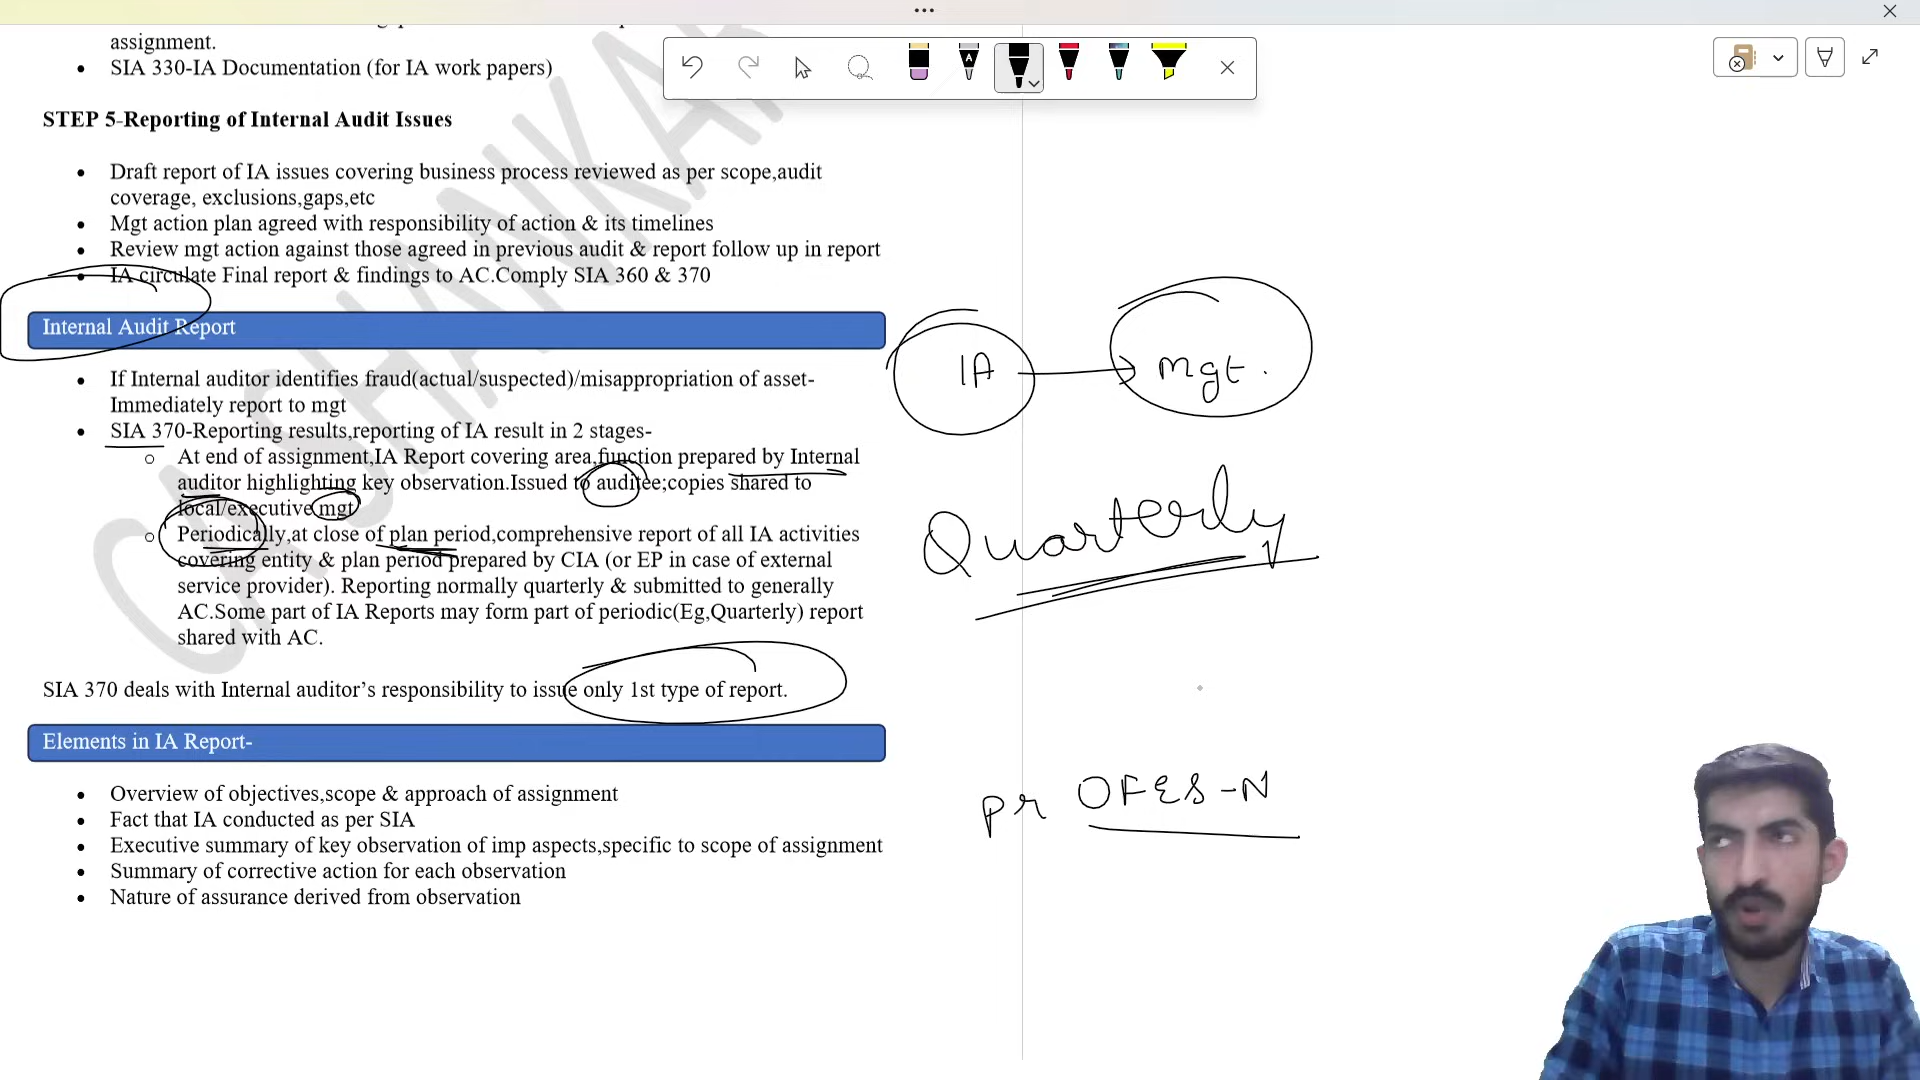 assignment.
• SIA 330-IA Documentation (for IA work papers)
STEP 5-Reporting of Internal Audit Issues
• Draft report of IA issues covering business process reviewed as per scope,audit
coverage, exclusions,gaps,etc
• Mgt action plan agreed with responsibility of action & its timelines
• Review mgt action against those agreed in previous audit & report follow up in report
• IA circulate Final report & findings to AC.Comply SIA 360 & 370
Internal Audit Report
• If Internal auditor identifies fraud(actual/suspected)/misappropriation of asset-
Immediately report to mgt
• SIA 370-Reporting results,reporting of IA result in 2 stages-
o At end of assignment,IA Report covering area,function prepared by Internal
auditor highlighting key observation.Issued to auditee;copies shared to
local/executive mgt
o Periodically,at close of plan period,comprehensive report of all IA activities
covering entity & plan period prepared by CIA (or EP in case of external
service provider). Reporting normally quarterly & submitted to generally
AC.Some part of IA Reports may form part of periodic(Eg,Quarterly) report
shared with AC.
SIA 370 deals with Internal auditor’s responsibility to issue only 1st type of report.
Elements in IA Report-
• Overview of objectives,scope & approach of assignment
• Fact that IA conducted as per SIA
• Executive summary of key observation of imp aspects,specific to scope of assignment
• Summary of corrective action for each observation
• Nature of assurance derived from observation
IA
Mgt.
Quarterly
pr OFES-N
CA SHANKAR